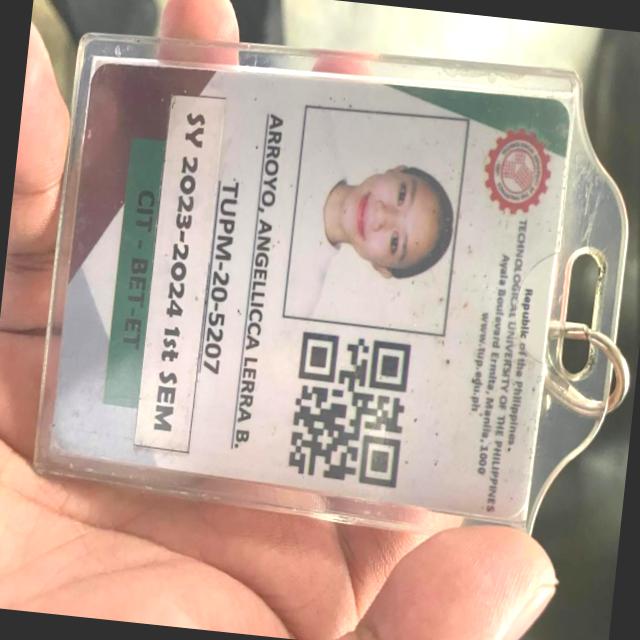 Republic of the Philippines
TECHNOLOGICAL UNIVERSITY OF THE PHILIPPINES
Ayala Boulevard Ermita, Manila 1000
www.tup.edu.ph
ARROYO, ANGELLICCA LERRA B.
TUPM-20-5207
SY 2023-2024 1st SEM
CIT - BET-ET